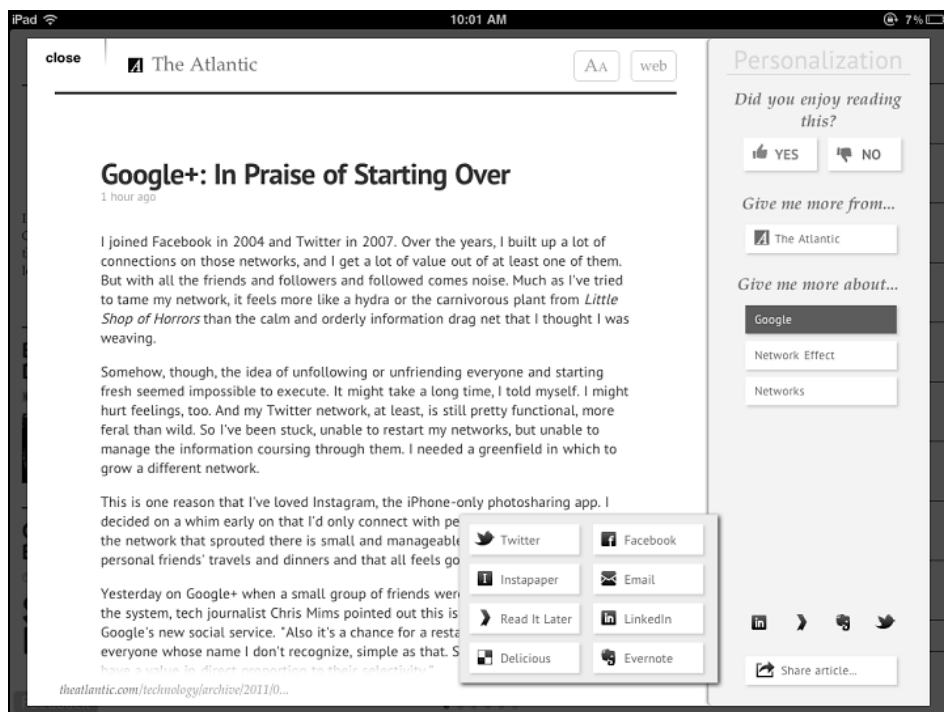 iPad
10:01 AM
7%
close
The Atlantic
AA
web
Google+: In Praise of Starting Over
1 hour ago
I joined Facebook in 2004 and Twitter in 2007. Over the years, I built up a lot of
connections on those networks, and I get a lot of value out of at least one of them.
But with all the friends and followers and followed comes noise. Much as I've tried
to tame my network, it feels more like a hydra or the carnivorous plant from Little
Shop of Horrors than the calm and orderly information drag net that I thought I was
weaving.
Somehow, though, the idea of unfollowing or unfriending everyone and starting
fresh seemed impossible to execute. It might take a long time, I told myself. I might
hurt feelings, too. And my Twitter network, at least, is still pretty functional, more
feral than wild. So I've been stuck, unable to restart my networks, but unable to
manage the information coursing through them. I needed a greenfield in which to
grow a different network.
This is one reason that I've loved Instagram, the iPhone-only photosharing app. I
decided on a whim early on that I'd only connect with
the network that sprouted there is small and manageable
personal friends' travels and dinners and that all feels
Yesterday on Google+ when a small group of friends
the system, tech journalist Chris Mims pointed out this is
Google's new social service. "Also it's a chance for a
everyone whose name I don't recognize, simple as that.
have a value in direct proportion to their selectivity."
theatlantic.com/technology/archive/2011/0...
Twitter
Facebook
Instapaper
Email
Read It Later
LinkedIn
Delicious
Evernote
Personalization
Did you enjoy reading
this?
YES
NO
Give me more from...
The Atlantic
Give me more about...
Google
Network Effect
Networks
Share article...